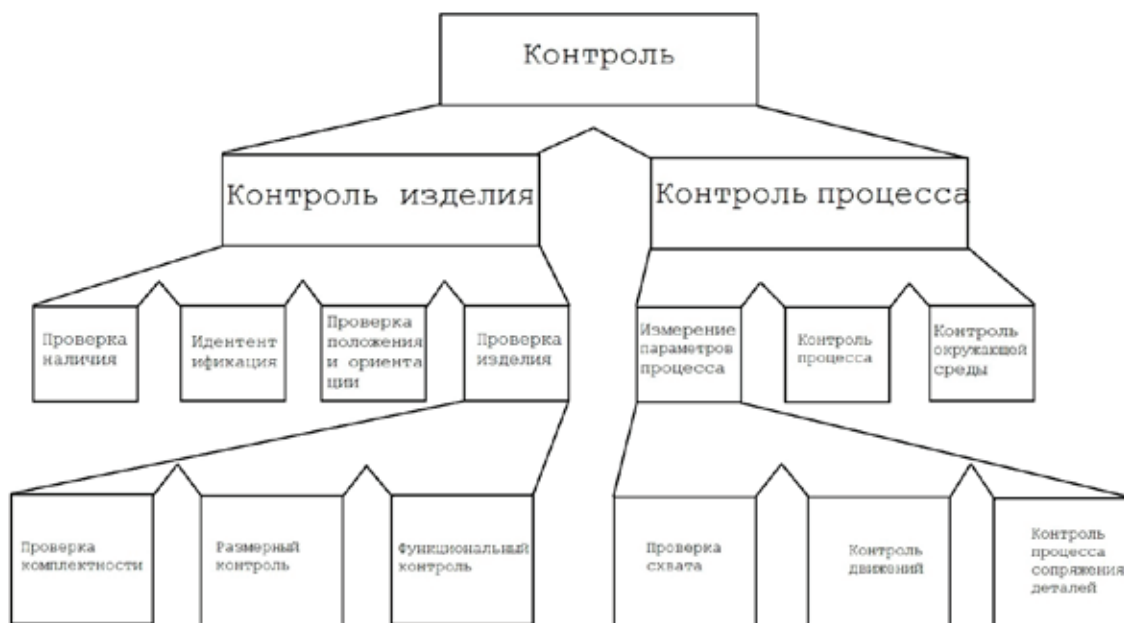 Контроль
Контроль изделия
Контроль процесса
Проверка
наличия
Идентент
ификация
Проверка
положения
и ориента
ции
Проверка
изделия
Измерение
параметров
процесса
Контроль
процесса
Контроль
окружающей
среды
Проверка
комплектности
Размерный
контроль
Функциональный
контроль
Проверка
схвата
Контроль
движений
Контроль
процесса
сопряжения
деталей